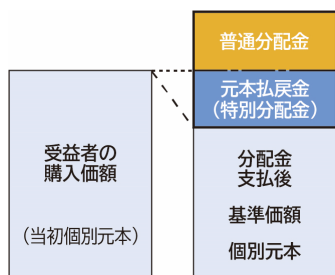 普通分配金
元本払戻金
（特別分配金）
受益者の
購入価額
（当初個別元本）
分配金
支払後
基準価額
個別元本